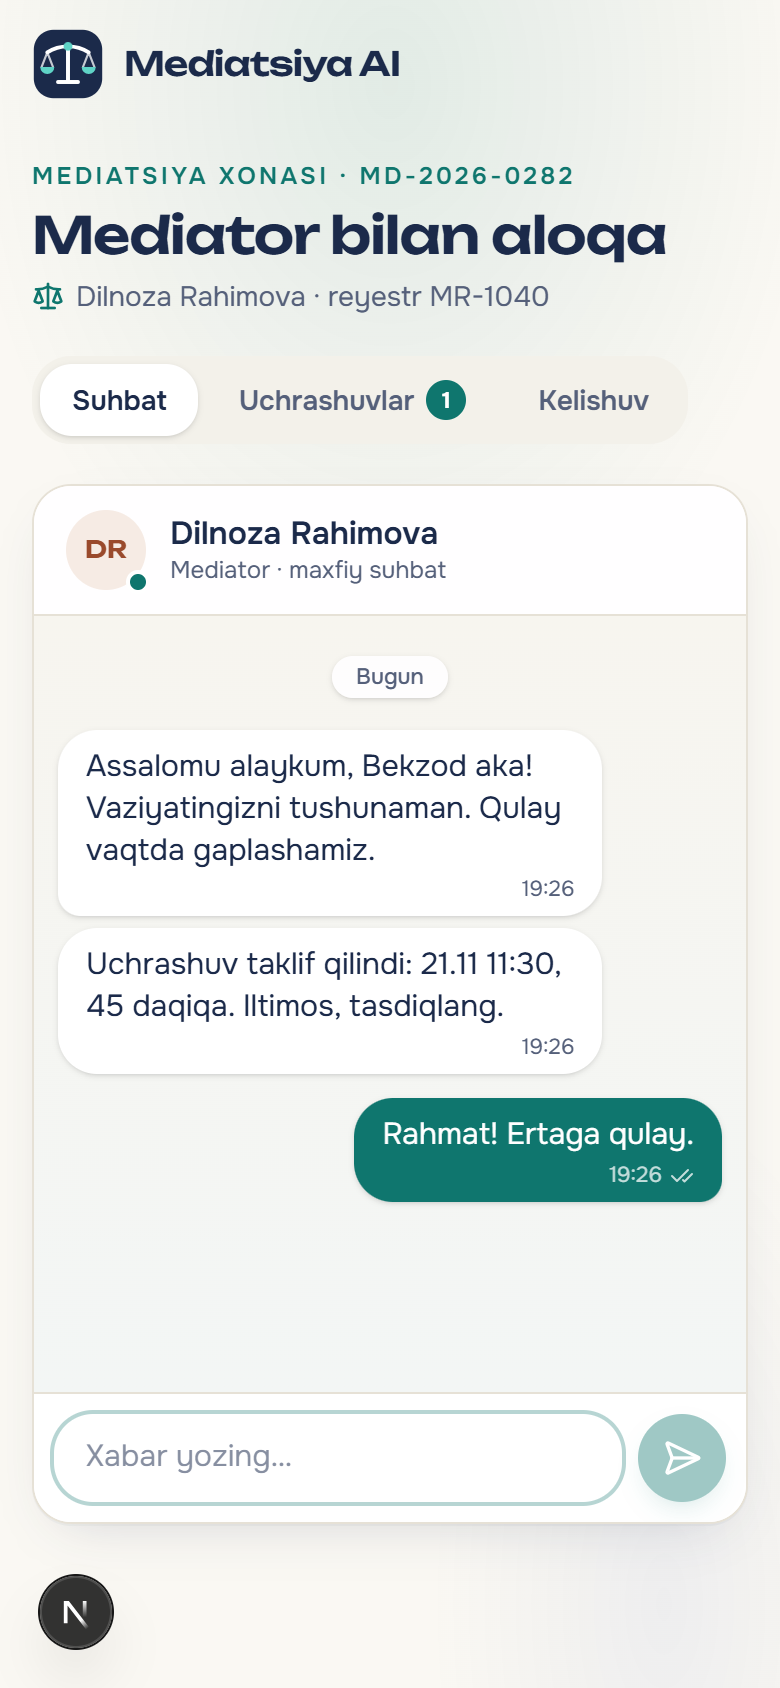 Mediatsiya AI
MEDIATSIYA XONASI · MD-2026-0282
Mediator bilan aloqa
Dilnoza Rahimova · reyestr MR-1040
Suhbat
Uchrashuvlar 1
Kelishuv
DR
Dilnoza Rahimova
Mediator · maxfiy suhbat
Bugun
Assalomu alaykum, Bekzod aka!
Vaziyatingizni tushunaman. Qulay
vaqtda gaplashamiz.
19:26
Uchrashuv taklif qilindi: 21.11 11:30,
45 daqiqa. Iltimos, tasdiqlang.
19:26
Rahmat! Ertaga qulay.
19:26
Xabar yozing...
N